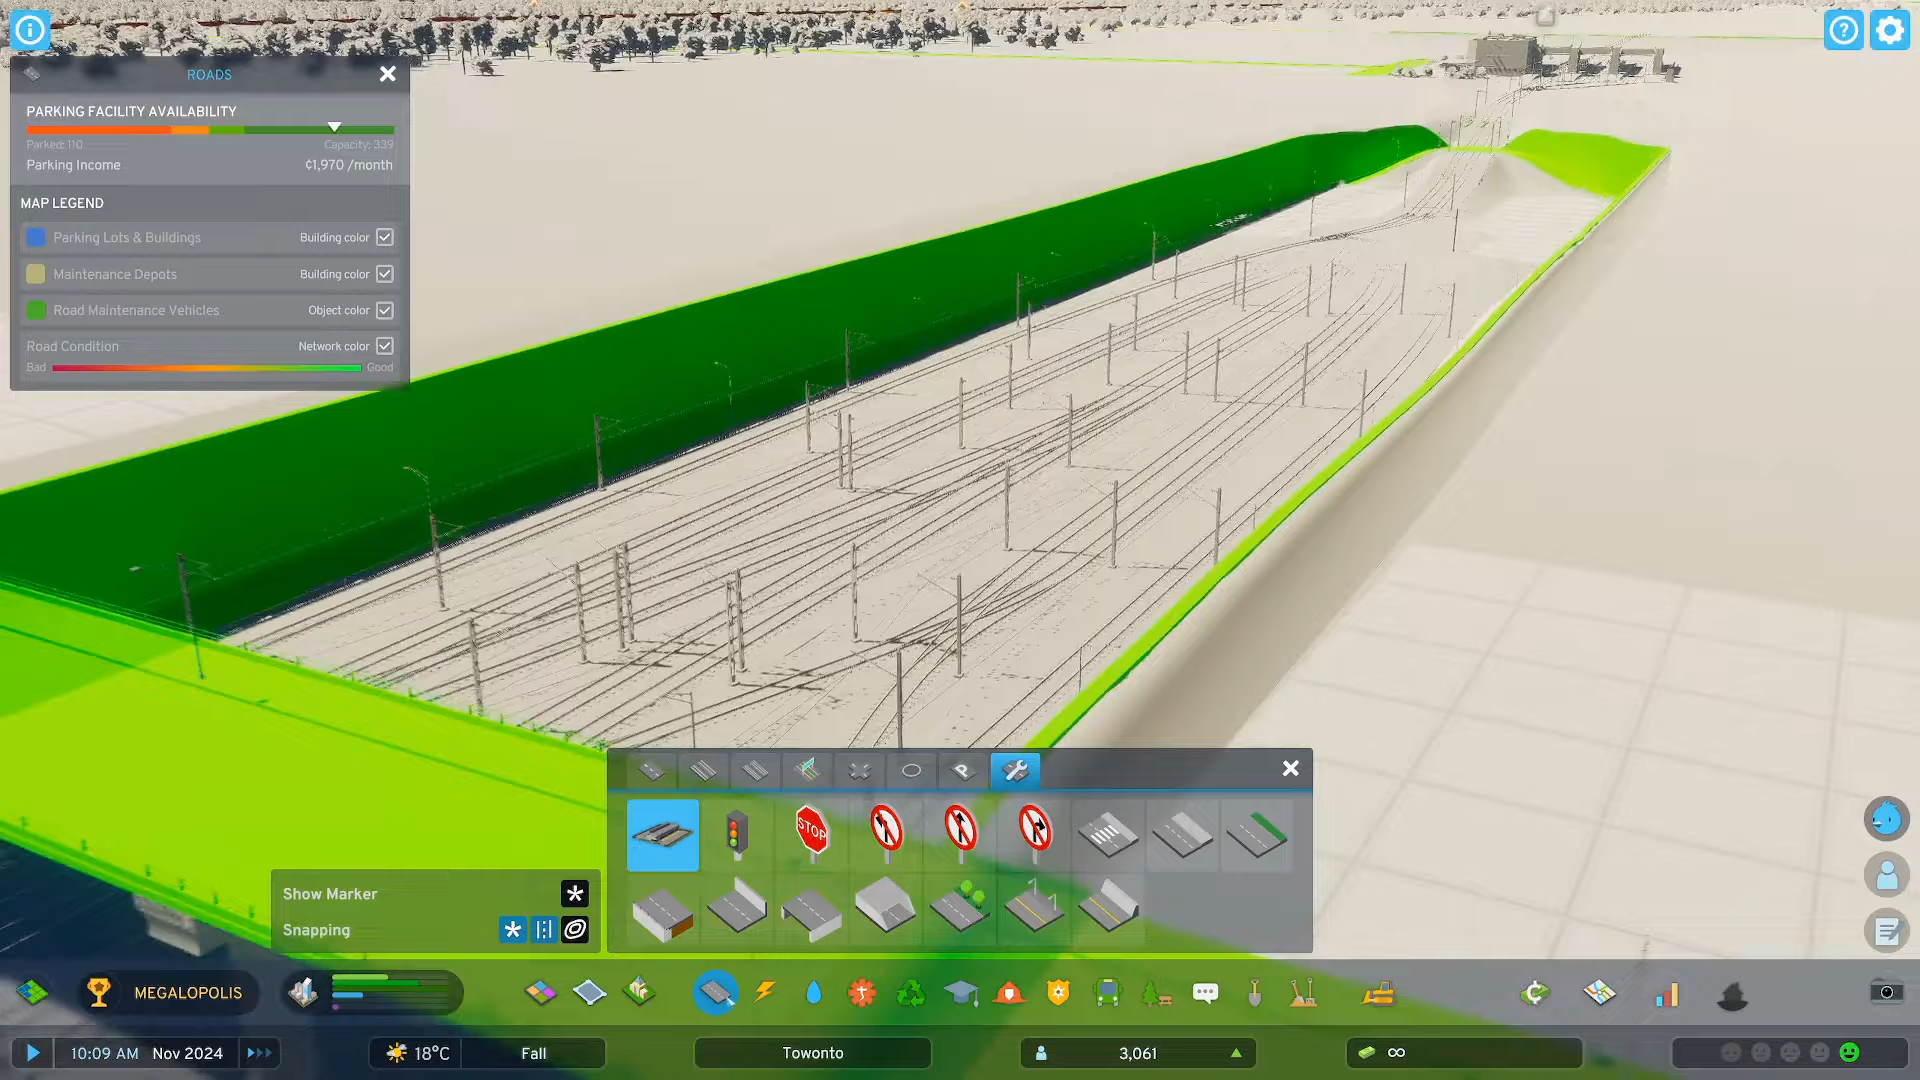 ROADS
PARKING FACILITY AVAILABILITY
Parked: 110 Capacity: 339
Parking Income ¢1,970 /month
MAP LEGEND
Parking Lots & Buildings Building color
Maintenance Depots Building color
Road Maintenance Vehicles Object color
Road Condition Network color
Bad Good
STOP
P
Show Marker
Snapping
MEGALOPOLIS
10:09 AM Nov 2024
18°C Fall
Towonto
3,061
∞